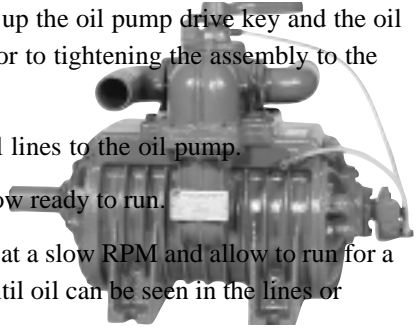 up the oil pump drive key and the oil
or to tightening the assembly to the
l lines to the oil pump.
ow ready to run.
at a slow RPM and allow to run for a
til oil can be seen in the lines or